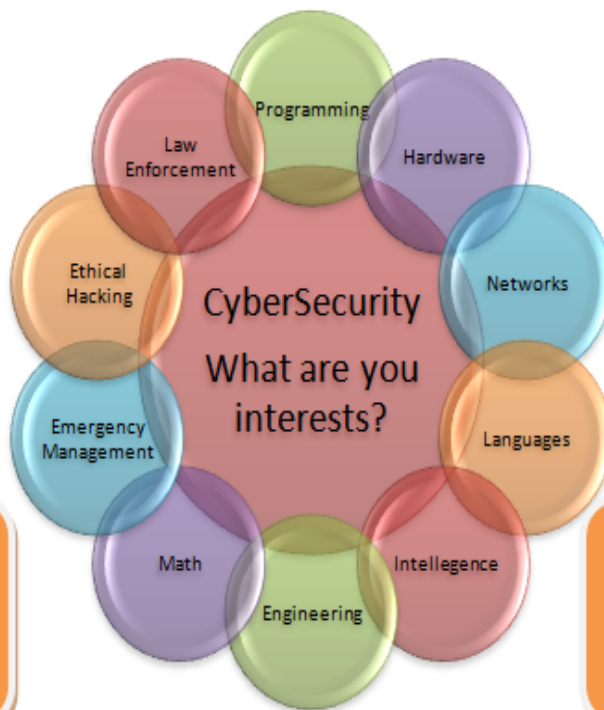 Programming
Hardware
Networks
Languages
Intellegence
Engineering
Math
Emergency
Management
Ethical
Hacking
Law
Enforcement
CyberSecurity
What are you
interests?